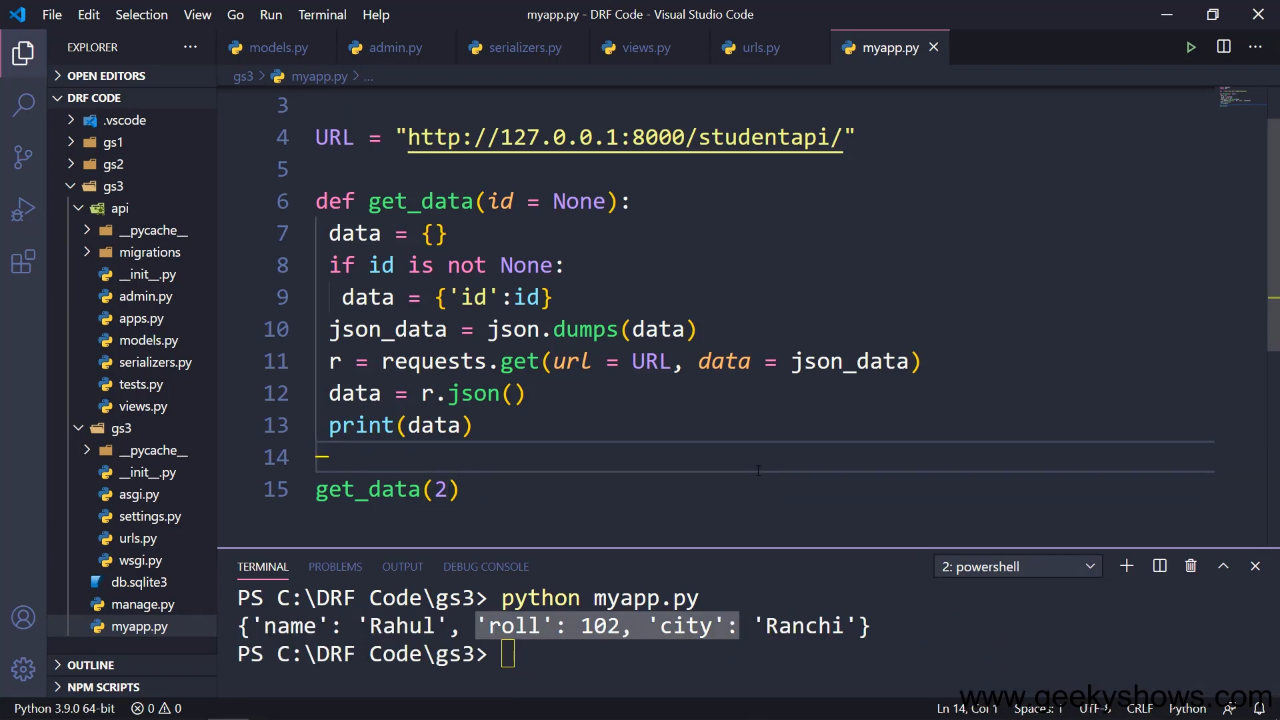 File Edit Selection View Go Run Terminal Help
myapp.py - DRF Code - Visual Studio Code
EXPLORER
models.py admin.py serializers.py views.py urls.py myapp.py
gs3 > myapp.py > ...
OPEN EDITORS
DRF CODE
.vscode
gs1
gs2
gs3
api
__pycache__
migrations
__init__.py
admin.py
apps.py
models.py
serializers.py
tests.py
views.py
gs3
__pycache__
__init__.py
asgi.py
settings.py
urls.py
wsgi.py
db.sqlite3
manage.py
myapp.py
OUTLINE
NPM SCRIPTS
3
4 URL = "http://127.0.0.1:8000/studentapi/"
5
6 def get_data(id = None):
7 data = {}
8 if id is not None:
9 data = {'id':id}
10 json_data = json.dumps(data)
11 r = requests.get(url = URL, data = json_data)
12 data = r.json()
13 print(data)
14
15 get_data(2)
TERMINAL PROBLEMS OUTPUT DEBUG CONSOLE
2: powershell
PS C:\DRF Code\gs3> python myapp.py
{'name': 'Rahul', 'roll': 102, 'city': 'Ranchi'}
PS C:\DRF Code\gs3>
www.geekyshows.com
Python 3.9.0 64-bit 0 0 Ln 14, Col 1 Spaces: 1 UTF-8 CRLF Python